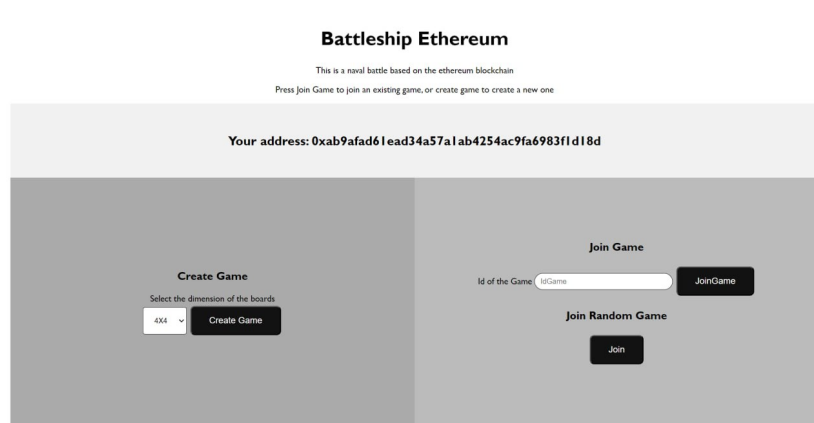 Battleship Ethereum
This is a naval battle based on the ethereum blockchain
Press Join Game to join an existing game, or create game to create a new one
Your address: 0xab9afad61ead34a57a1ab4254ac9fa6983f1d18d
Create Game
Select the dimension of the boards
4X4
Create Game
Join Game
Id of the Game IdGame JoinGame
Join Random Game
Join